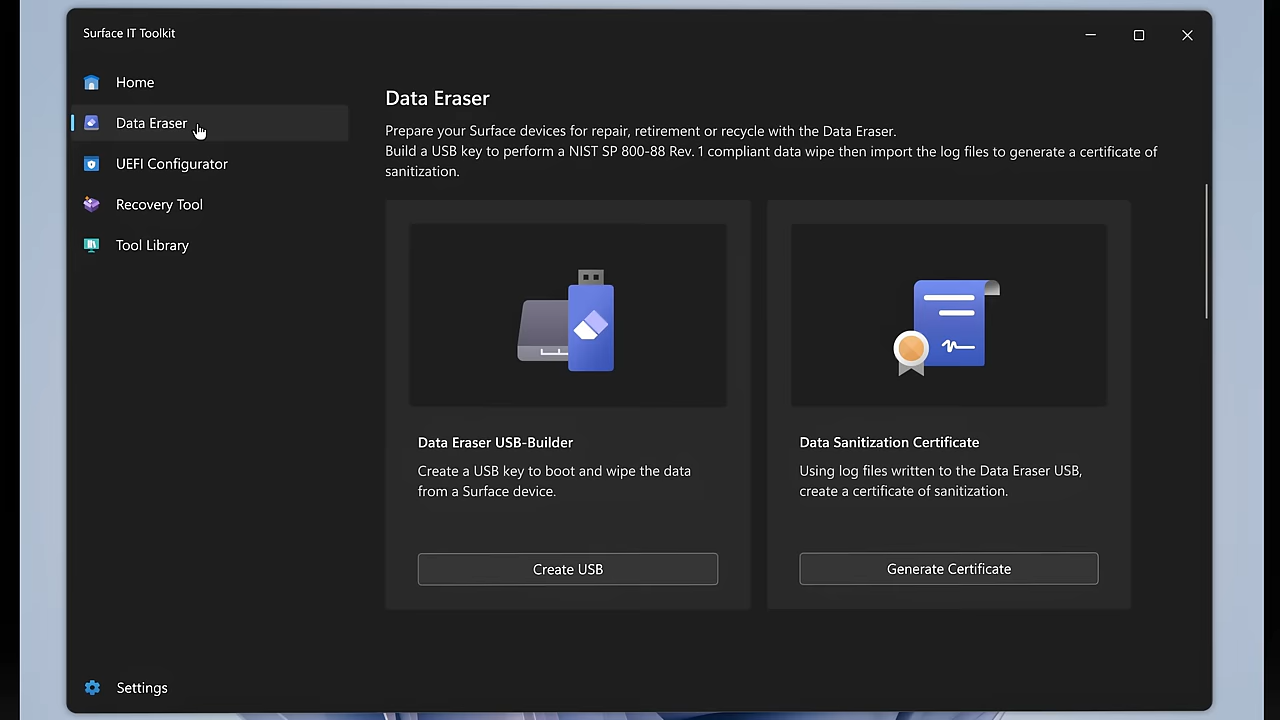 Surface IT Toolkit
Home
Data Eraser
UEFI Configurator
Recovery Tool
Tool Library
Settings
Data Eraser
Prepare your Surface devices for repair, retirement or recycle with the Data Eraser.
Build a USB key to perform a NIST SP 800-88 Rev. 1 compliant data wipe then import the log files to generate a certificate of
sanitization.
Data Eraser USB-Builder
Create a USB key to boot and wipe the data
from a Surface device.
Create USB
Data Sanitization Certificate
Using log files written to the Data Eraser USB,
create a certificate of sanitization.
Generate Certificate